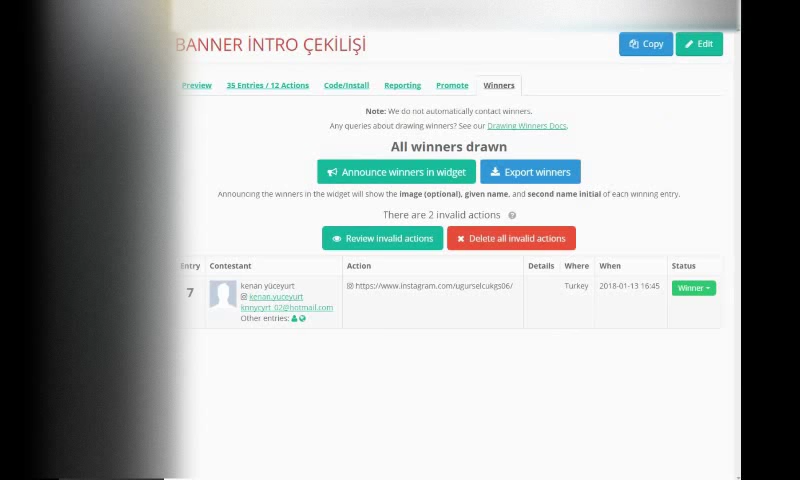 BANNER İNTRO ÇEKİLİŞİ
Copy
Edit
Preview
35 Entries / 12 Actions
Code/Install
Reporting
Promote
Winners
Note: We do not automatically contact winners.
Any queries about drawing winners? See our Drawing Winners Docs.
All winners drawn
Announce winners in widget
Export winners
Announcing the winners in the widget will show the image (optional), given name, and second name initial of each winning entry.
There are 2 invalid actions
Review invalid actions
Delete all invalid actions
Entry Contestant Action Details Where When Status
7
kenan yüceyurt
kenan.yuceyurt
knnycyrt_02@hotmail.com
Other entries:
https://www.instagram.com/ugurselcukgs06/
Turkey
2018-01-13 16:45
Winner